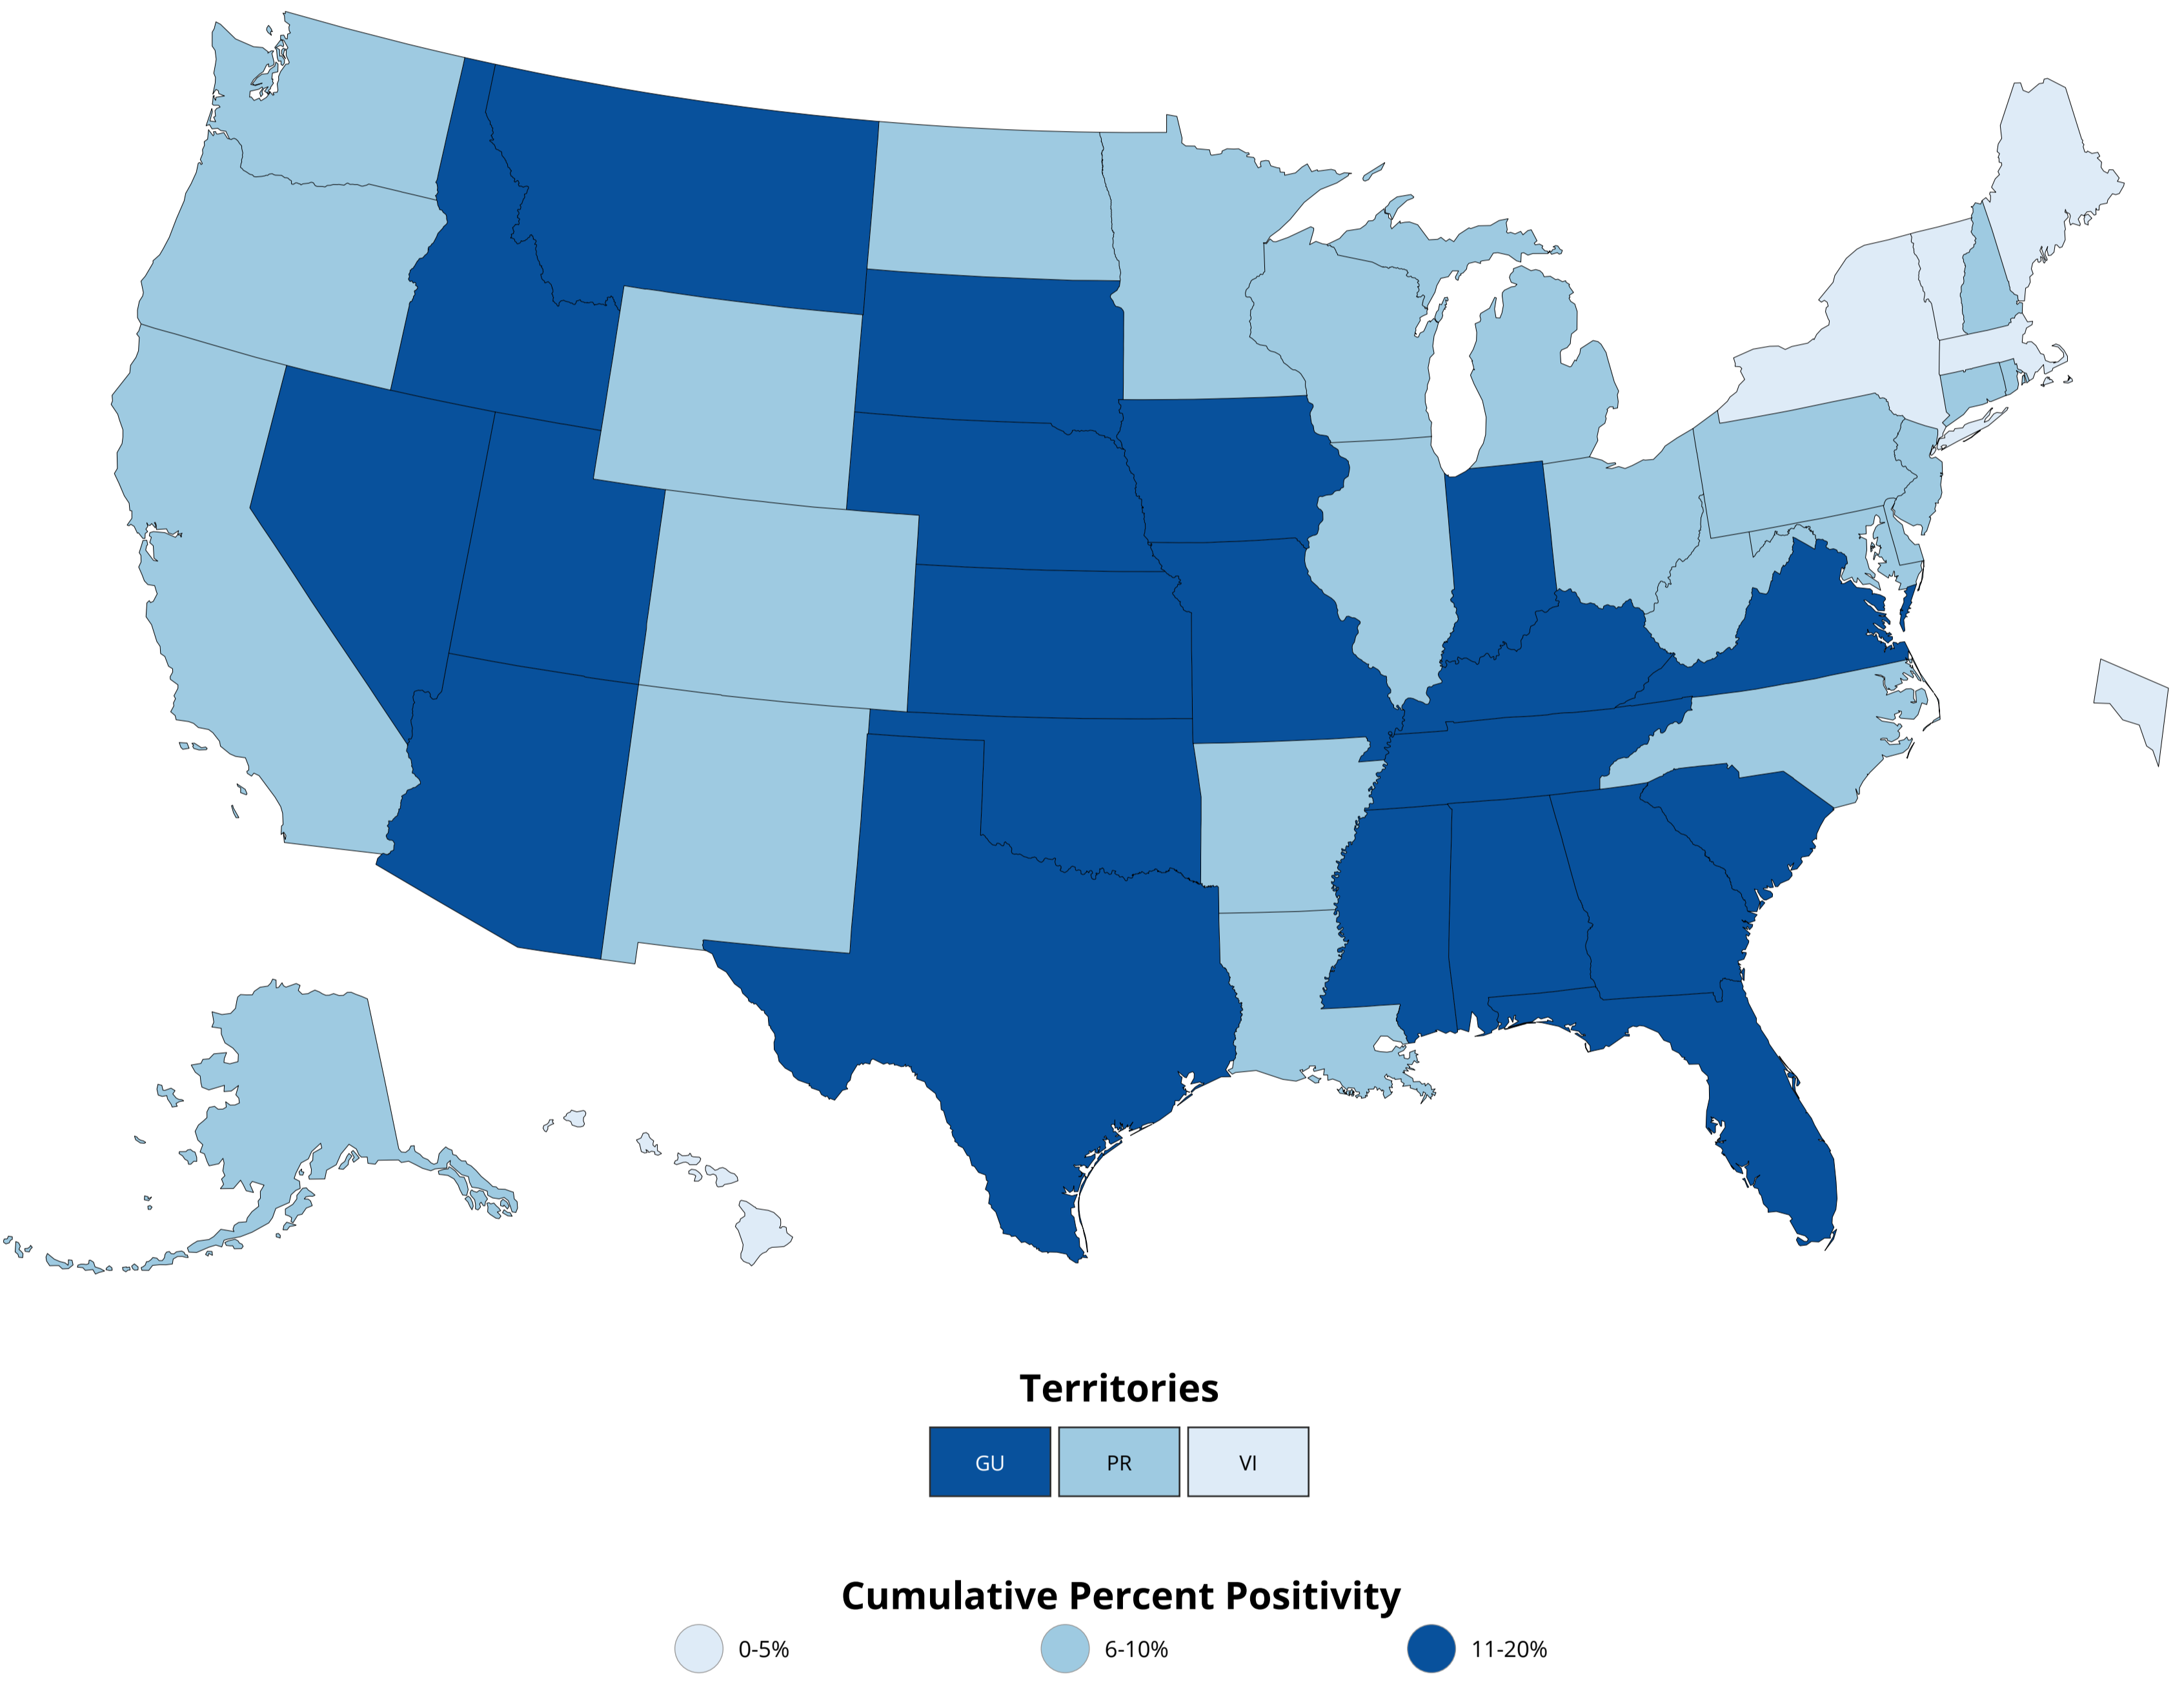 Territories
GU PR VI
Cumulative Percent Positivity
0-5% 6-10% 11-20%